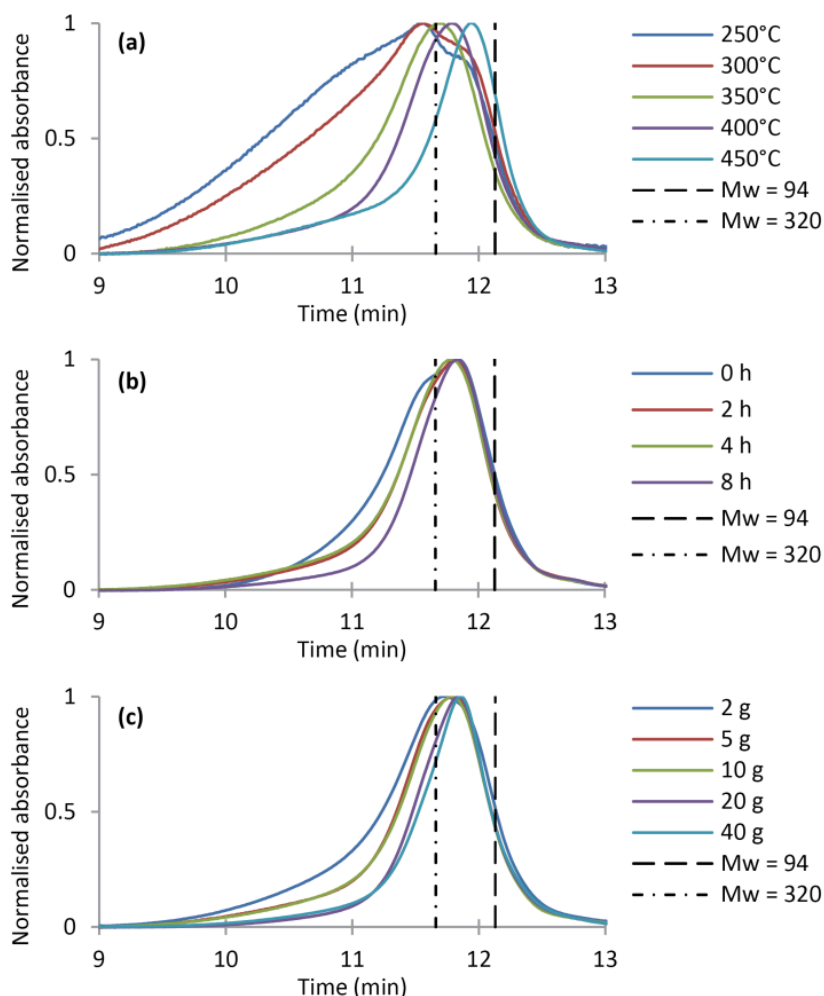 (a)
Normalised absorbance
1
0.5
0
9 10 11 12 13
Time (min)
250°C
300°C
350°C
400°C
450°C
Mw = 94
Mw = 320
(b)
Normalised absorbance
1
0.5
0
9 10 11 12 13
Time (min)
0 h
2 h
4 h
8 h
Mw = 94
Mw = 320
(c)
Normalised absorbance
1
0.5
0
9 10 11 12 13
Time (min)
2 g
5 g
10 g
20 g
40 g
Mw = 94
Mw = 320